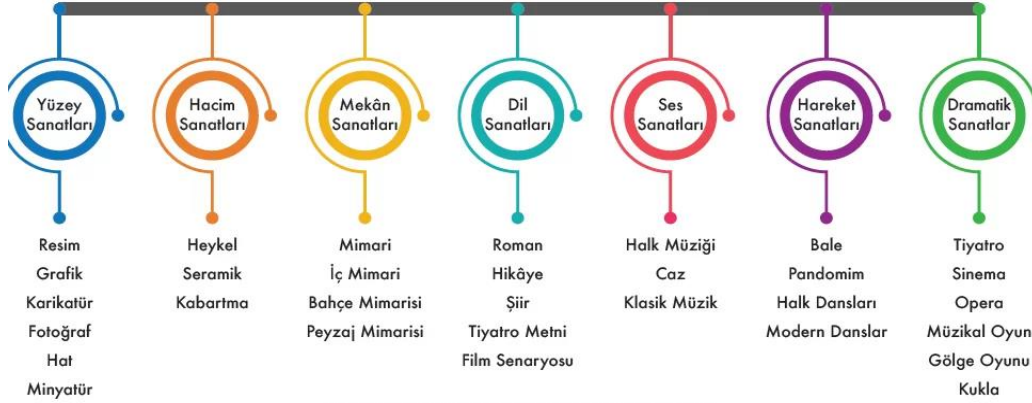 Yüzey
Sanatları
Resim
Grafik
Karikatür
Fotoğraf
Hat
Minyatür
Hacim
Sanatları
Heykel
Seramik
Kabartma
Mekân
Sanatları
Mimari
İç Mimari
Bahçe Mimarisi
Peyzaj Mimarisi
Dil
Sanatları
Roman
Hikâye
Şiir
Tiyatro Metni
Film Senaryosu
Ses
Sanatları
Halk Müziği
Caz
Klasik Müzik
Hareket
Sanatları
Bale
Pandomim
Halk Dansları
Modern Danslar
Dramatik
Sanatlar
Tiyatro
Sinema
Opera
Müzikal Oyun
Gölge Oyunu
Kukla